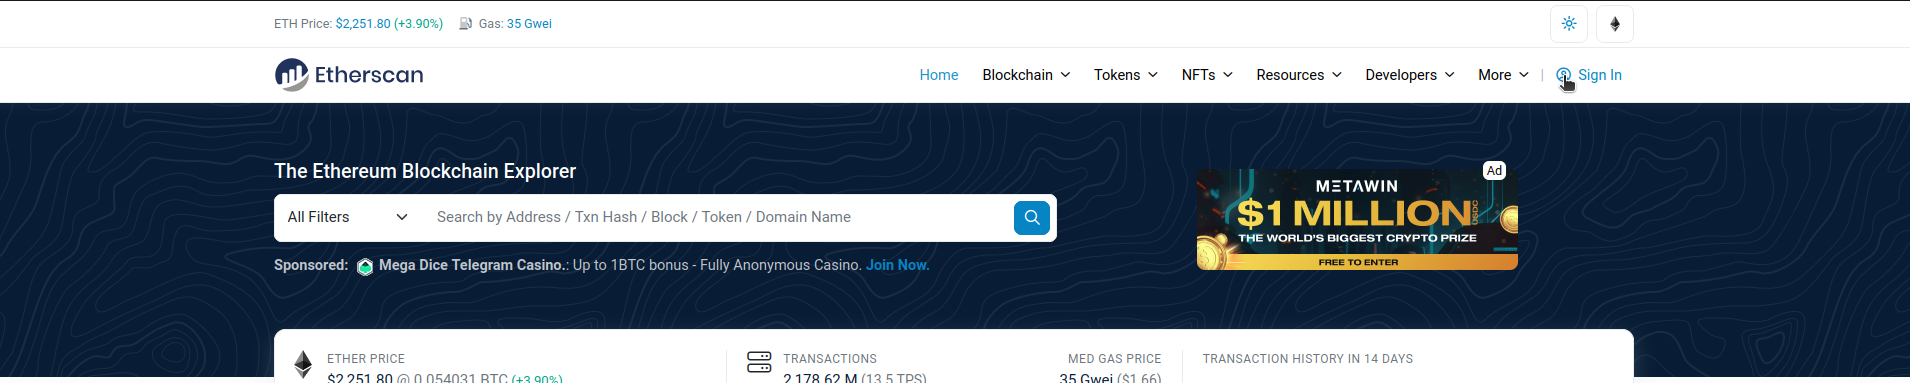 ETH Price: $2,251.80 (+3.90%) Gas: 35 Gwei
Etherscan
Home Blockchain Tokens NFTs Resources Developers More | Sign In
The Ethereum Blockchain Explorer
All Filters Search by Address / Txn Hash / Block / Token / Domain Name
Sponsored: Mega Dice Telegram Casino.: Up to 1BTC bonus - Fully Anonymous Casino. Join Now.
Ad
METAWIN
$1 MILLION USDC
THE WORLD'S BIGGEST CRYPTO PRIZE
FREE TO ENTER
ETHER PRICE
$2,251.80 @ 0.054031 BTC (+3.90%)
TRANSACTIONS
2,178.62 M (13.5 TPS)
MED GAS PRICE
35 Gwei ($1.66)
TRANSACTION HISTORY IN 14 DAYS